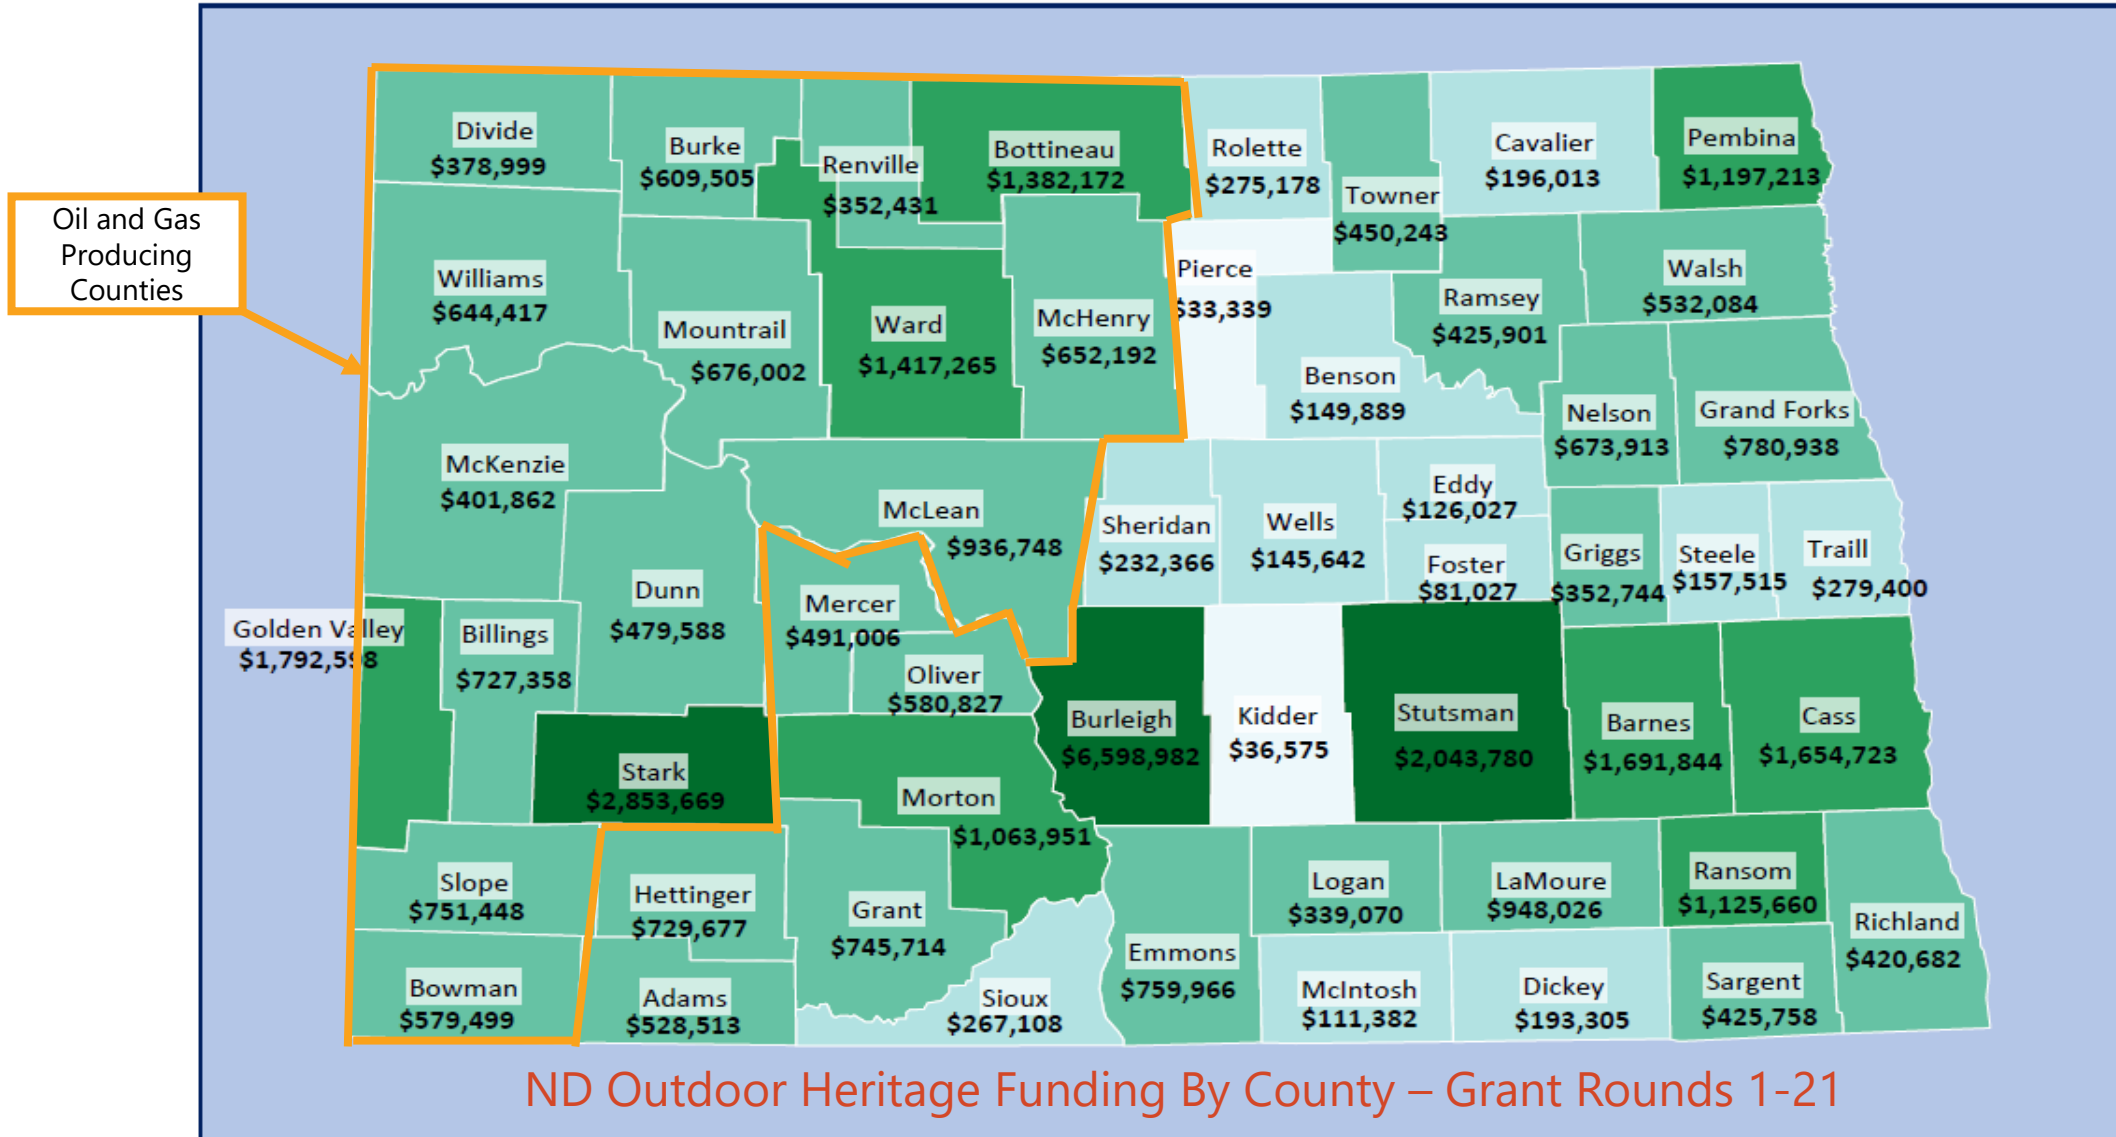 Oil and Gas
Producing
Counties
Divide
$378,999
Burke
$609,505
Renville
$352,431
Bottineau
$1,382,172
Rolette
$275,178
Towner
$450,243
Cavalier
$196,013
Pembina
$1,197,213
Williams
$644,417
Mountrail
$676,002
Ward
$1,417,265
McHenry
$652,192
Pierce
$33,339
Benson
$149,889
Ramsey
$425,901
Walsh
$532,084
Nelson
$673,913
Grand Forks
$780,938
McKenzie
$401,862
McLean
$936,748
Sheridan
$232,366
Wells
$145,642
Eddy
$126,027
Foster
$81,027
Griggs
$352,744
Steele
$157,515
Traill
$279,400
Golden Valley
$1,792,598
Billings
$727,358
Dunn
$479,588
Mercer
$491,006
Oliver
$580,827
Stark
$2,853,669
Morton
$1,063,951
Burleigh
$6,598,982
Kidder
$36,575
Stutsman
$2,043,780
Barnes
$1,691,844
Cass
$1,654,723
Slope
$751,448
Hettinger
$729,677
Grant
$745,714
Bowman
$579,499
Adams
$528,513
Sioux
$267,108
Emmons
$759,966
Logan
$339,070
LaMoure
$948,026
Ransom
$1,125,660
Richland
$420,682
McIntosh
$111,382
Dickey
$193,305
Sargent
$425,758
ND Outdoor Heritage Funding By County – Grant Rounds 1-21